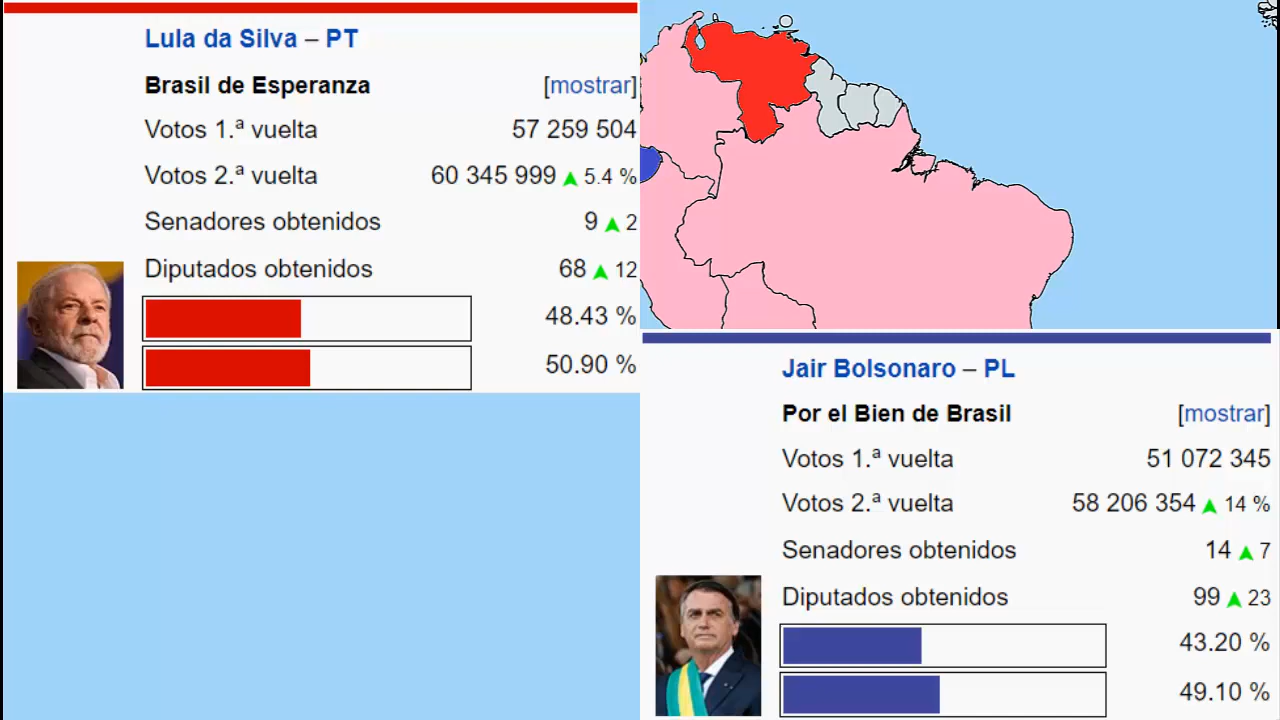 Lula da Silva – PT
Brasil de Esperanza [mostrar]
Votos 1.ª vuelta 57 259 504
Votos 2.ª vuelta 60 345 999 ▲ 5.4 %
Senadores obtenidos 9 ▲ 2
Diputados obtenidos 68 ▲ 12
48.43 %
50.90 %
Jair Bolsonaro – PL
Por el Bien de Brasil [mostrar]
Votos 1.ª vuelta 51 072 345
Votos 2.ª vuelta 58 206 354 ▲ 14 %
Senadores obtenidos 14 ▲ 7
Diputados obtenidos 99 ▲ 23
43.20 %
49.10 %